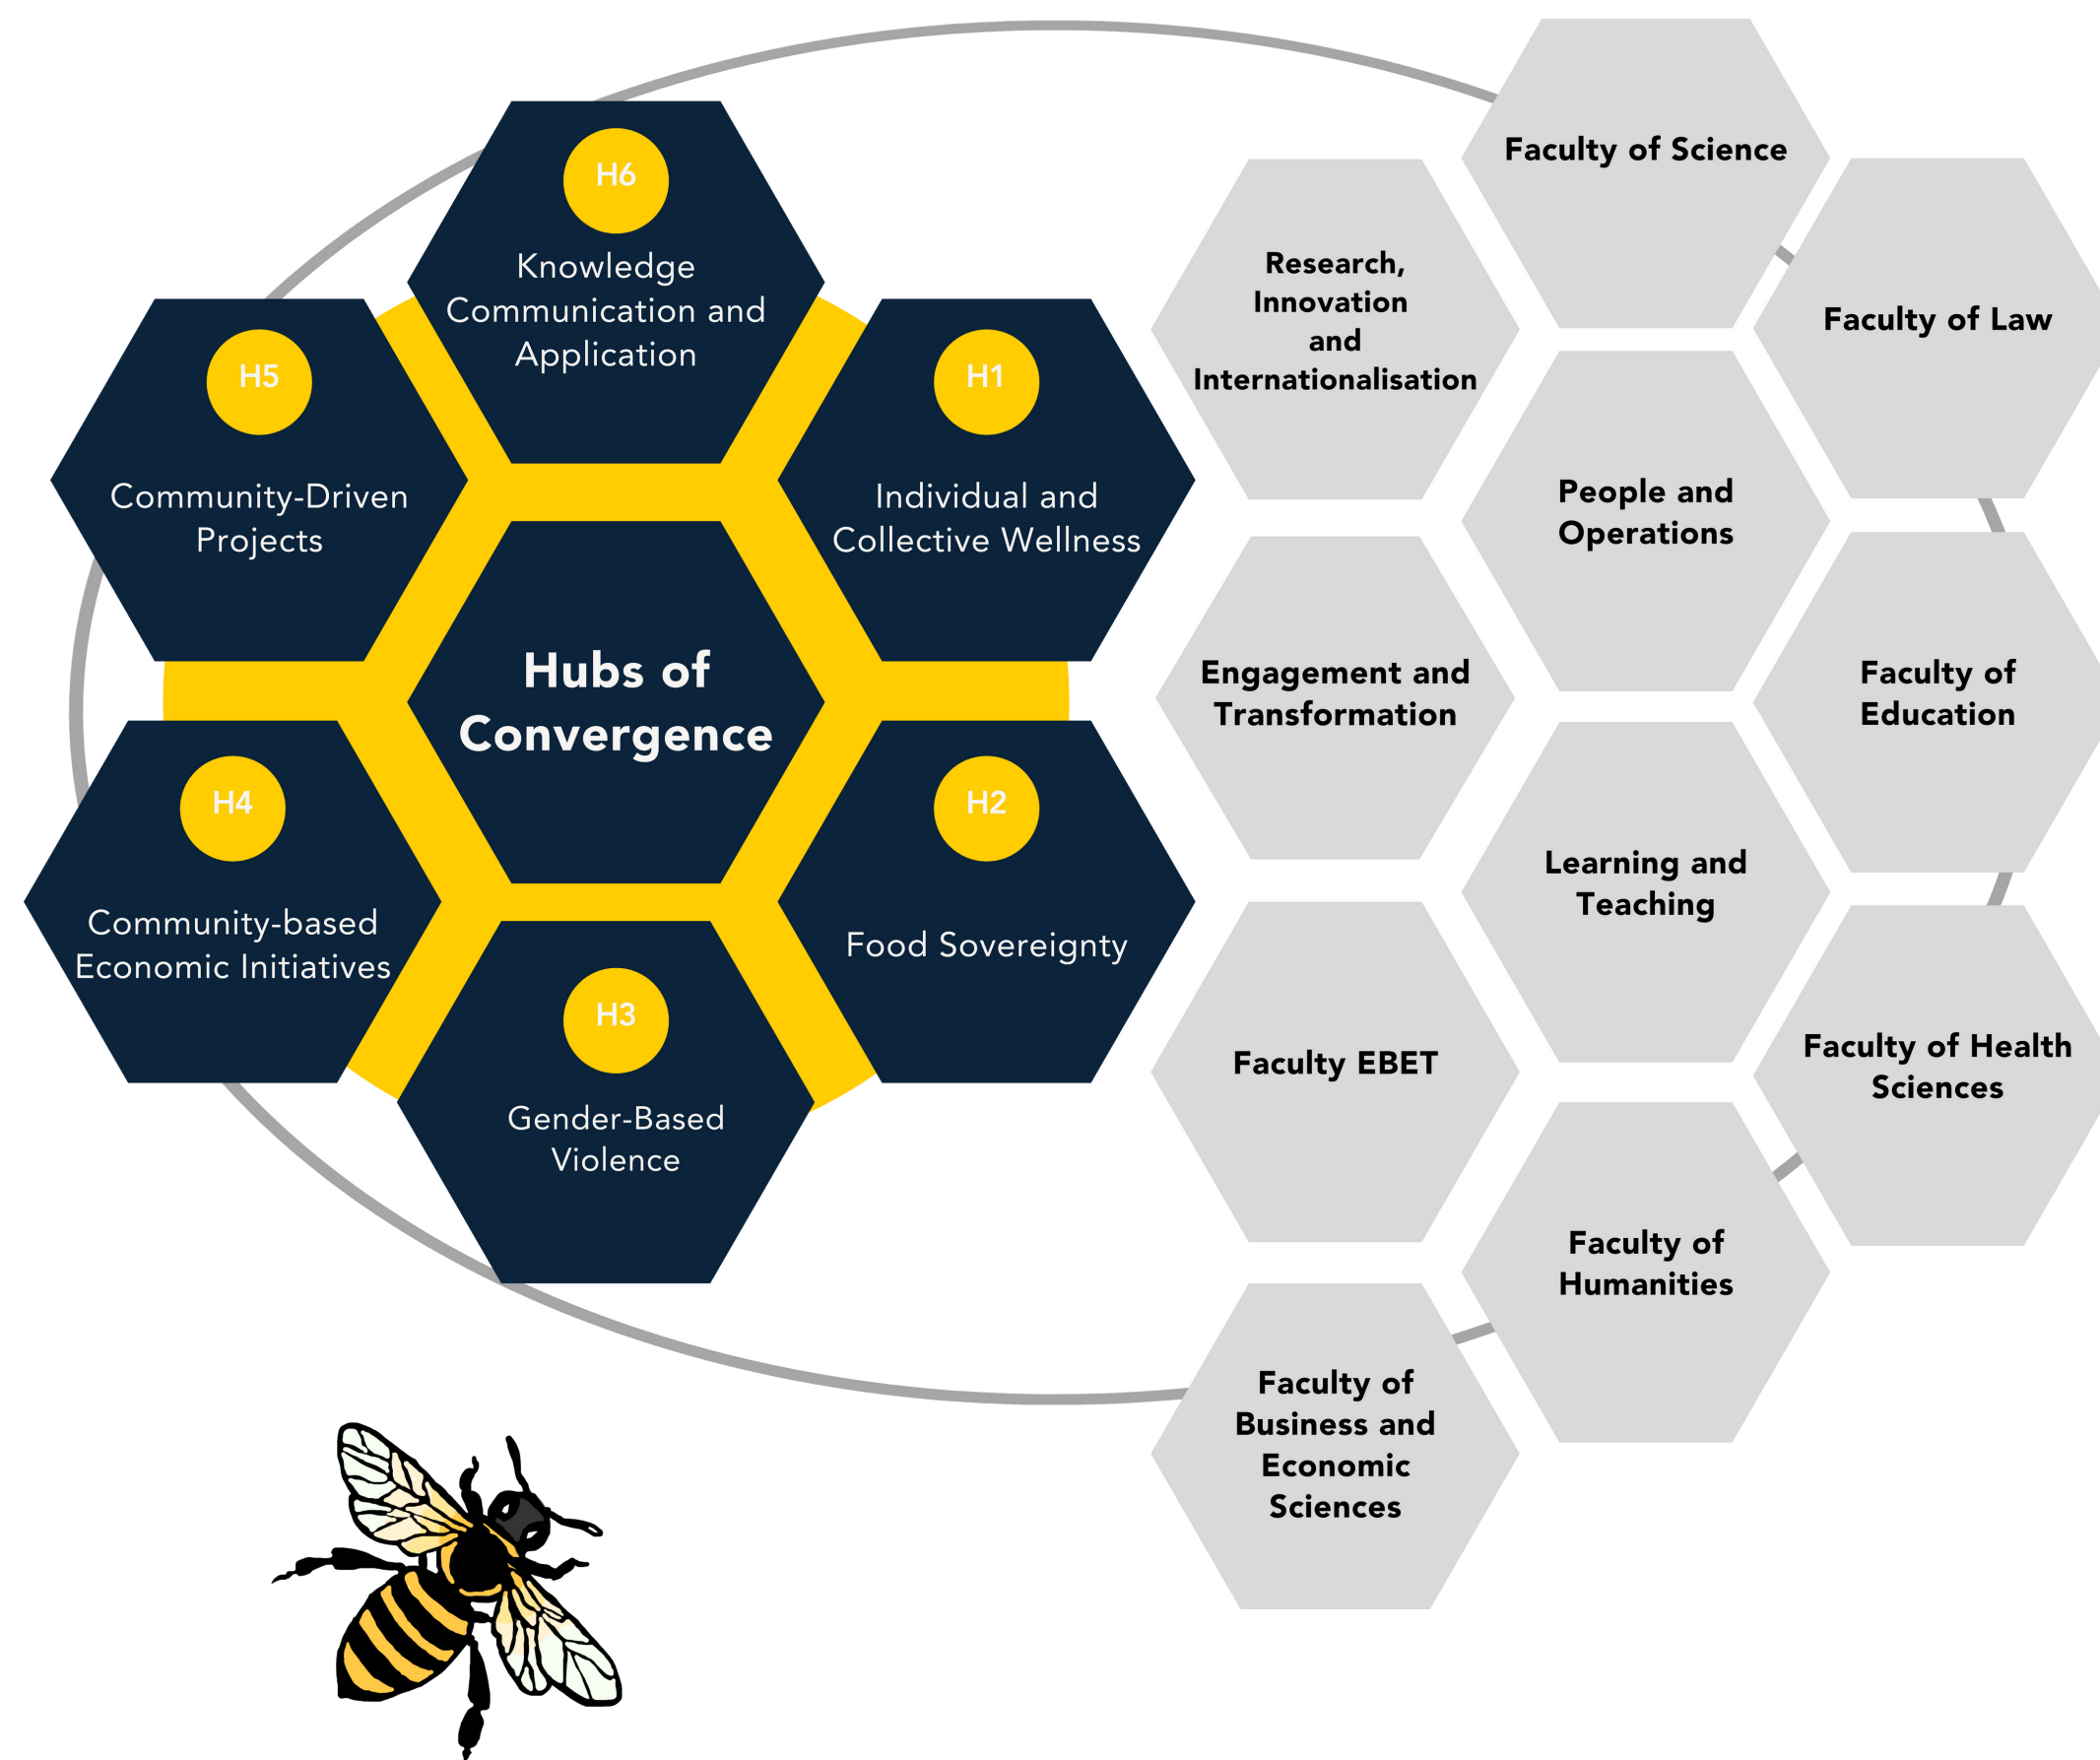 H6
Knowledge
Communication and
Application
H5
Community-Driven
Projects
H1
Individual and
Collective Wellness
Hubs of
Convergence
H4
Community-based
Economic Initiatives
H2
Food Sovereignty
H3
Gender-Based
Violence
Faculty of Science
Research,
Innovation
and
Internationalisation
Faculty of Law
People and
Operations
Engagement and
Transformation
Faculty of
Education
Learning and
Teaching
Faculty EBET
Faculty of Health
Sciences
Faculty of
Humanities
Faculty of
Business and
Economic
Sciences